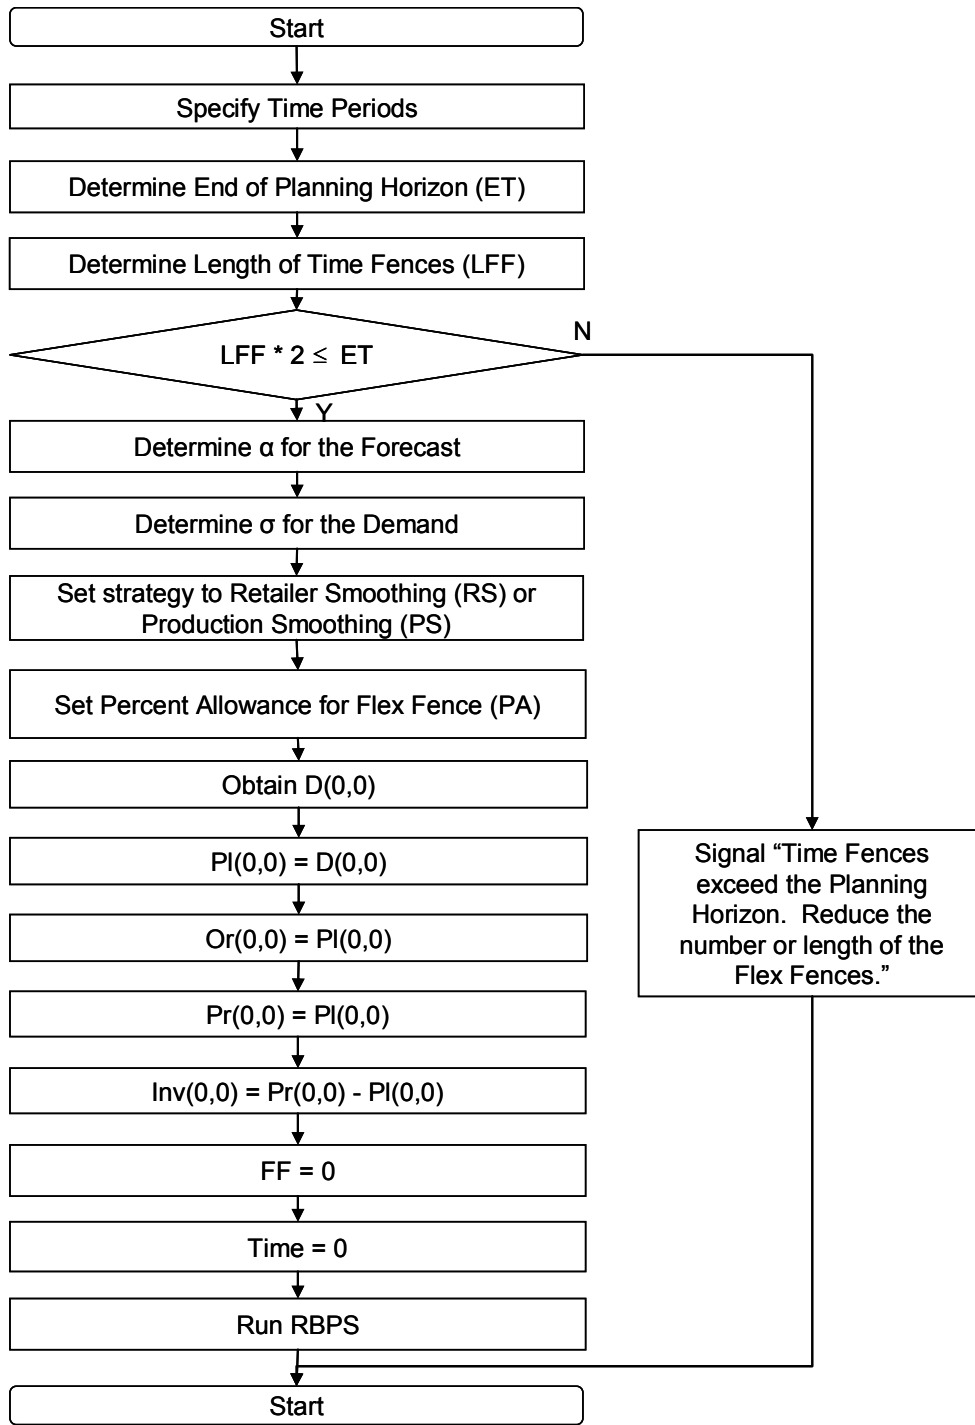 Start
Specify Time Periods
Determine End of Planning Horizon (ET)
Determine Length of Time Fences (LFF)
LFF * 2 ≤ ET
N
Y
Determine α for the Forecast
Determine σ for the Demand
Set strategy to Retailer Smoothing (RS) or
Production Smoothing (PS)
Set Percent Allowance for Flex Fence (PA)
Obtain D(0,0)
Pl(0,0) = D(0,0)
Or(0,0) = Pl(0,0)
Pr(0,0) = Pl(0,0)
Inv(0,0) = Pr(0,0) - Pl(0,0)
FF = 0
Time = 0
Run RBPS
Signal “Time Fences
exceed the Planning
Horizon. Reduce the
number or length of the
Flex Fences.”
Start